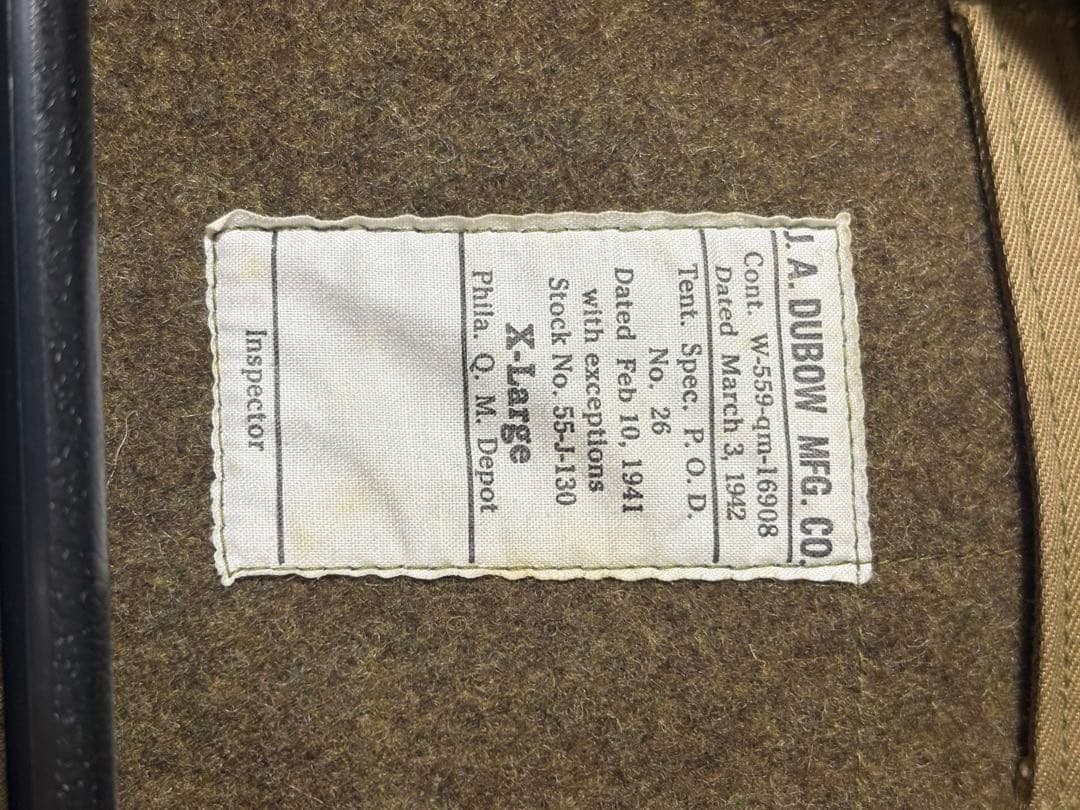 J. A. DUBOW MFG. CO.
Cont. W-559-qm-16908
Dated March 3, 1942
Tent. Spec. P. O. D.
No. 26
Dated Feb 10, 1941
with exceptions
Stock No. 55-J-130
X-Large
Phila. Q. M. Depot
Inspector